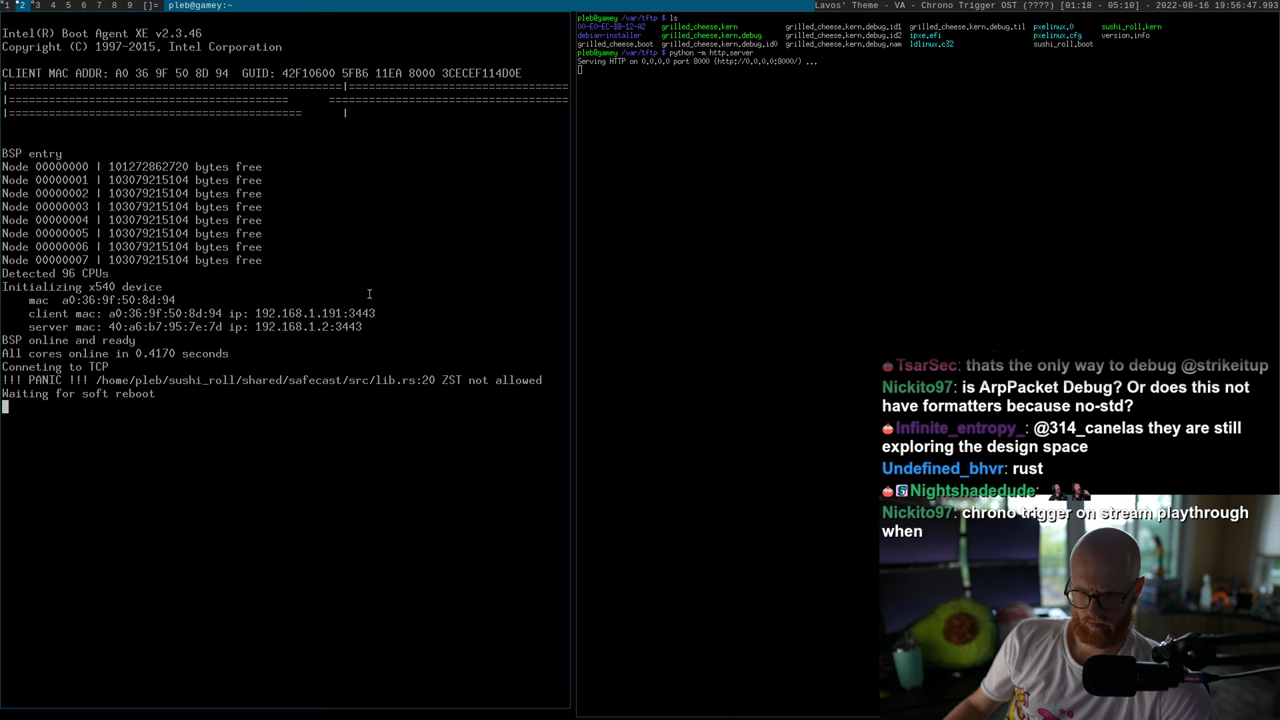 1 2 3 4 5 6 7 8 9 []= pleb@gamey:~
Lavos' Theme - VA - Chrono Trigger OST (????) [01:18 - 05:10] - 2022-08-16 19:56:47.993
Intel(R) Boot Agent XE v2.3.46
Copyright (C) 1997-2015, Intel Corporation
CLIENT MAC ADDR: A0 36 9F 50 8D 94 GUID: 42F10600 5FB6 11EA 8000 3CECEF114D0E
BSP entry
Node 00000000 | 101272862720 bytes free
Node 00000001 | 103079215104 bytes free
Node 00000002 | 103079215104 bytes free
Node 00000003 | 103079215104 bytes free
Node 00000004 | 103079215104 bytes free
Node 00000005 | 103079215104 bytes free
Node 00000006 | 103079215104 bytes free
Node 00000007 | 103079215104 bytes free
Detected 96 CPUs
Initializing x540 device
mac a0:36:9f:50:8d:94
client mac: a0:36:9f:50:8d:94 ip: 192.168.1.191:3443
server mac: 40:a6:b7:95:7e:7d ip: 192.168.1.2:3443
BSP online and ready
All cores online in 0.4170 seconds
Conneting to TCP
!!! PANIC !!! /home/pleb/sushi_roll/shared/safecast/src/lib.rs:20 ZST not allowed
Waiting for soft reboot
pleb@gamey /var/tftp $ ls
00-E0-EC-BB-12-A2 grilled_cheese.kern grilled_cheese.kern.debug.id1 grilled_cheese.kern.debug.til pxelinux.0 sushi_roll.kern
debian-installer grilled_cheese.kern.debug grilled_cheese.kern.debug.id2 ipxe.efi pxelinux.cfg version.info
grilled_cheese.boot grilled_cheese.kern.debug.id0 grilled_cheese.kern.debug.nam ldlinux.c32 sushi_roll.boot
pleb@gamey /var/tftp $ python -m http.server
Serving HTTP on 0.0.0.0 port 8000 (http://0.0.0.0:8000/) ...
TsarSec: thats the only way to debug @strikeitup
Nickito97: is ArpPacket Debug? Or does this not
have formatters because no-std?
Infinite_entropy_: @314_canelas they are still
exploring the design space
Undefined_bhvr: rust
Nightshadedude:
Nickito97: chrono trigger on stream playthrough
when